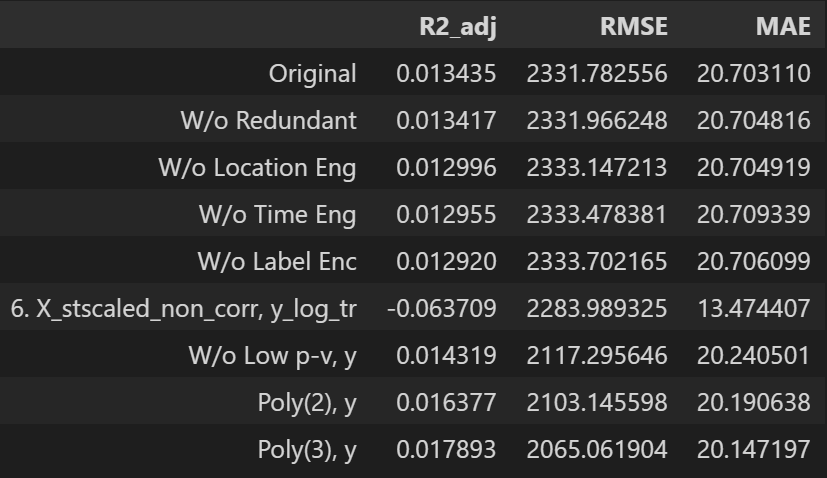 R2_adj RMSE MAE
Original 0.013435 2331.782556 20.703110
W/o Redundant 0.013417 2331.966248 20.704816
W/o Location Eng 0.012996 2333.147213 20.704919
W/o Time Eng 0.012955 2333.478381 20.709339
W/o Label Enc 0.012920 2333.702165 20.706099
6. X_stscaled_non_corr, y_log_tr -0.063709 2283.989325 13.474407
W/o Low p-v, y 0.014319 2117.295646 20.240501
Poly(2), y 0.016377 2103.145598 20.190638
Poly(3), y 0.017893 2065.061904 20.147197